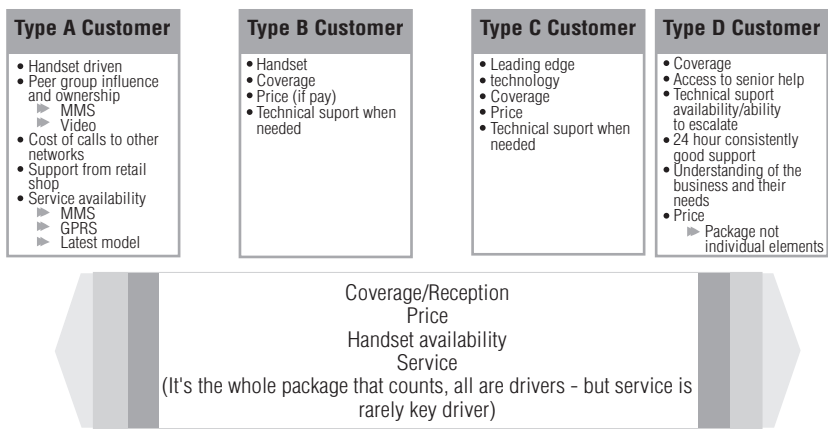 Type A Customer
• Handset driven
• Peer group influence
and ownership
MMS
Video
• Cost of calls to other
networks
• Support from retail
shop
• Service availability
MMS
GPRS
Latest model
Type B Customer
• Handset
• Coverage
• Price (if pay)
• Technical suport when
needed
Type C Customer
• Leading edge
• technology
• Coverage
• Price
• Technical suport when
needed
Type D Customer
• Coverage
• Access to senior help
• Technical suport
availability/ability
to escalate
• 24 hour consistently
good support
• Understanding of the
business and their
needs
• Price
Package not
individual elements
Coverage/Reception
Price
Handset availability
Service
(It's the whole package that counts, all are drivers - but service is
rarely key driver)